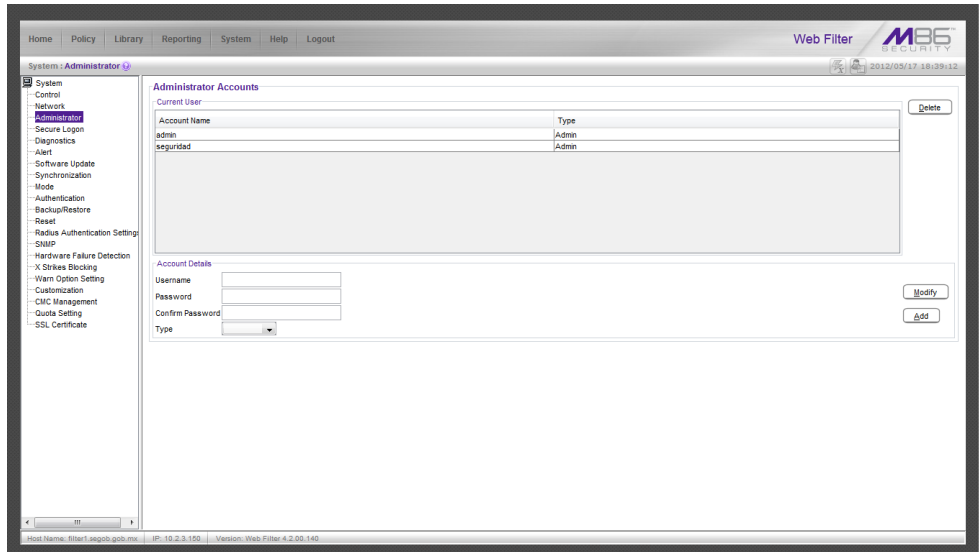 Home Policy Library Reporting System Help Logout Web Filter M86 SECURITY
System : Administrator 2012/05/17 18:39:12
System
Control
Network
Administrator
Secure Logon
Diagnostics
Alert
Software Update
Synchronization
Mode
Authentication
Backup/Restore
Reset
Radius Authentication Settings
SNMP
Hardware Failure Detection
X Strikes Blocking
Warn Option Setting
Customization
CMC Management
Quota Setting
SSL Certificate
Administrator Accounts
Current User
Account Name Type
admin Admin
seguridad Admin
Delete
Account Details
Username
Password
Confirm Password
Type
Modify
Add
Host Name: filter1.segob.gob.mx IP: 10.2.3.150 Version: Web Filter 4.2.00.140